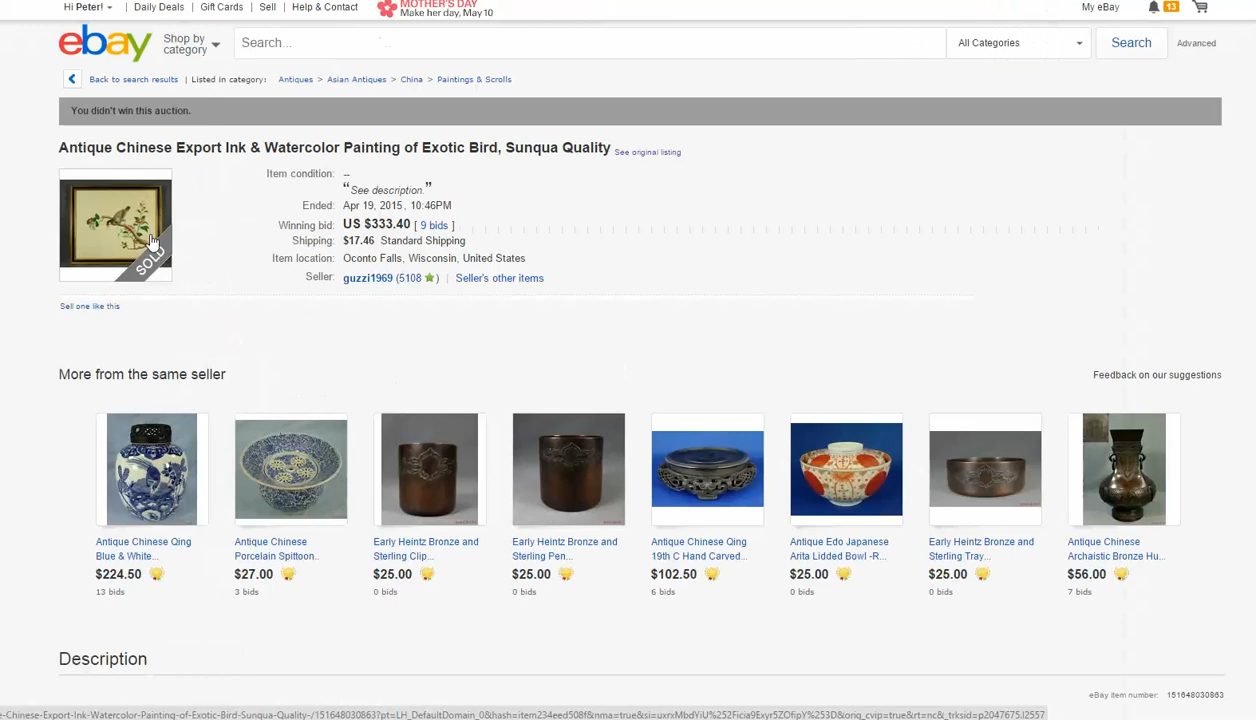 Hi Peter! Daily Deals Gift Cards Sell Help & Contact MOTHER'S DAY My eBay 13
Make her day, May 10
ebay Shop by category Search... All Categories Search Advanced
Back to search results | Listed in category: Antiques > Asian Antiques > China > Paintings & Scrolls
You didn't win this auction.
Antique Chinese Export Ink & Watercolor Painting of Exotic Bird, Sunqua Quality See original listing
Item condition: --
“See description.”
Ended: Apr 19, 2015 , 10:46PM
Winning bid: US $333.40 [ 9 bids ]
Shipping: $17.46 Standard Shipping
Item location: Oconto Falls, Wisconsin, United States
Seller: guzzi1969 (5108 ) | Seller's other items
SOLD
Sell one like this
More from the same seller Feedback on our suggestions
Antique Chinese Qing Blue & White...
$224.50
13 bids
Antique Chinese Porcelain Spittoon..
$27.00
3 bids
Early Heintz Bronze and Sterling Clip...
$25.00
0 bids
Early Heintz Bronze and Sterling Pen...
$25.00
0 bids
Antique Chinese Qing 19th C Hand Carved...
$102.50
6 bids
Antique Edo Japanese Arita Lidded Bowl -R...
$25.00
0 bids
Early Heintz Bronze and Sterling Tray...
$25.00
0 bids
Antique Chinese Archaistic Bronze Hu...
$56.00
7 bids
Description
eBay item number: 151648030863